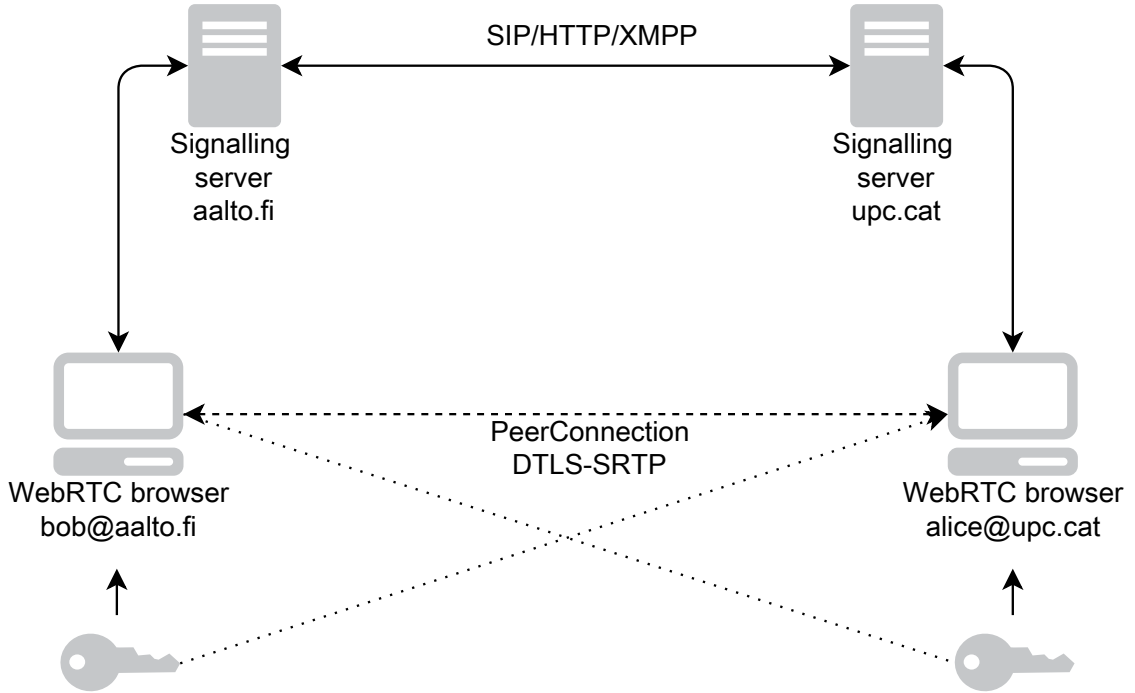 SIP/HTTP/XMPP
Signalling
server
aalto.fi
Signalling
server
upc.cat
PeerConnection
DTLS-SRTP
WebRTC browser
bob@aalto.fi
WebRTC browser
alice@upc.cat